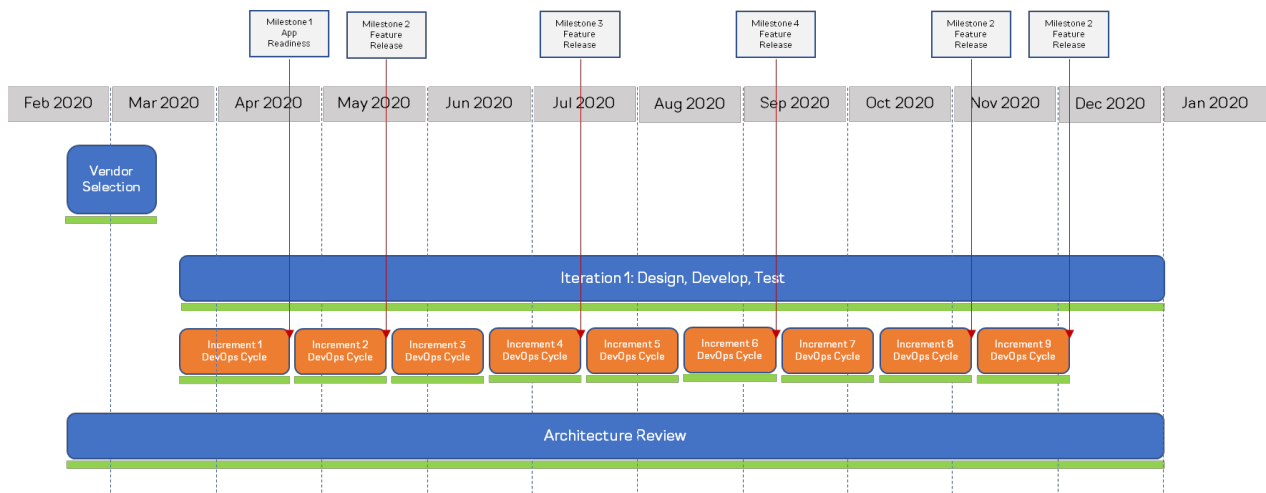 Milestone 1
App
Readiness
Milestone 2
Feature
Release
Milestone 3
Feature
Release
Milestone 4
Feature
Release
Milestone 2
Feature
Release
Milestone 2
Feature
Release
Feb 2020
Mar 2020
Apr 2020
May 2020
Jun 2020
Jul 2020
Aug 2020
Sep 2020
Oct 2020
Nov 2020
Dec 2020
Jan 2020
Vendor
Selection
Iteration 1: Design, Develop, Test
Increment 1
DevOps Cycle
Increment 2
DevOps Cycle
Increment 3
DevOps Cycle
Increment 4
DevOps Cycle
Increment 5
DevOps Cycle
Increment 6
DevOps Cycle
Increment 7
DevOps Cycle
Increment 8
DevOps Cycle
Increment 9
DevOps Cycle
Architecture Review